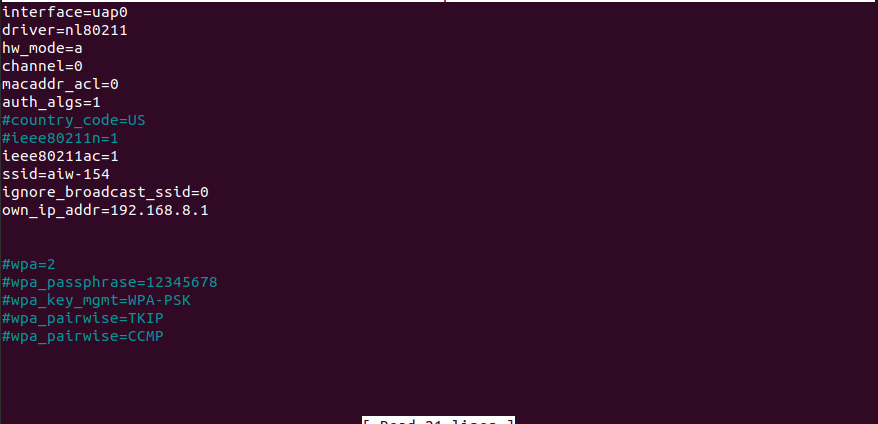 interface=uap0
driver=nl80211
hw_mode=a
channel=0
macaddr_acl=0
auth_algs=1
#country_code=US
#ieee80211n=1
ieee80211ac=1
ssid=aiw-154
ignore_broadcast_ssid=0
own_ip_addr=192.168.8.1
#wpa=2
#wpa_passphrase=12345678
#wpa_key_mgmt=WPA-PSK
#wpa_pairwise=TKIP
#wpa_pairwise=CCMP
[ Read 21 lines ]